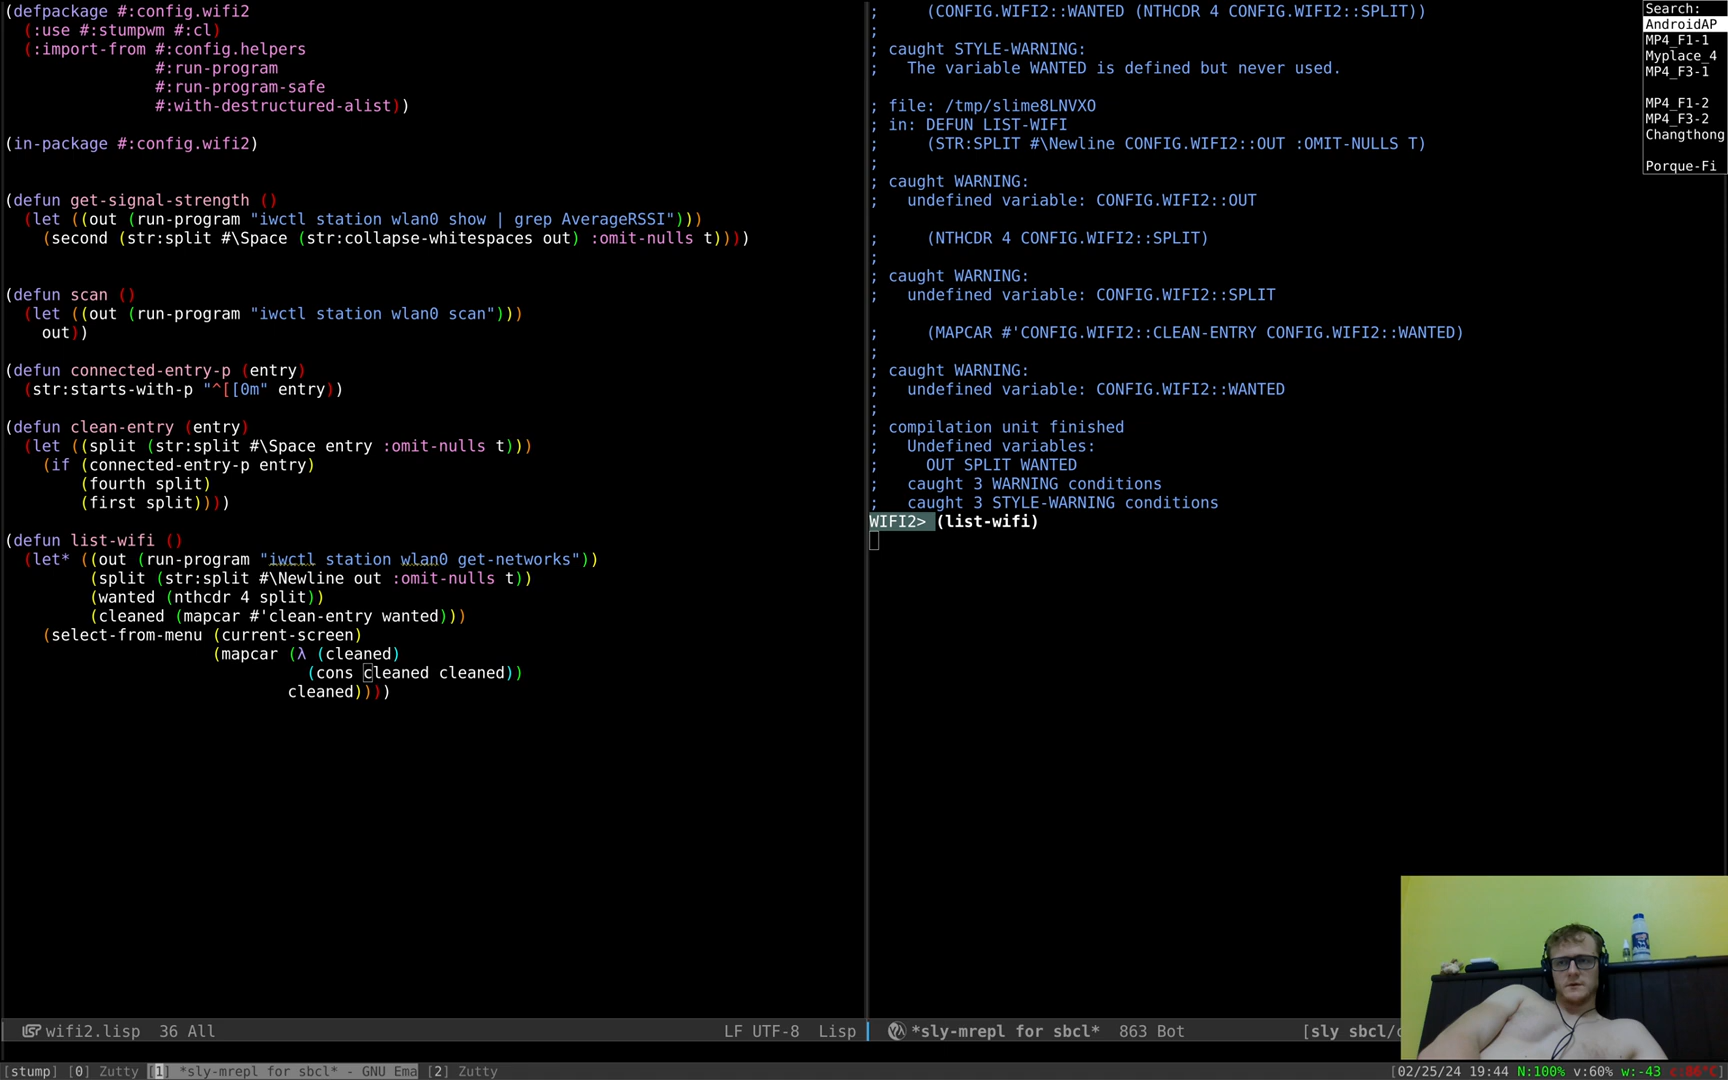 (defpackage #:config.wifi2
  (:use #:stumpwm #:cl)
  (:import-from #:config.helpers
                #:run-program
                #:run-program-safe
                #:with-destructured-alist))
(in-package #:config.wifi2)
(defun get-signal-strength ()
  (let ((out (run-program "iwctl station wlan0 show | grep AverageRSSI")))
    (second (str:split #\Space (str:collapse-whitespaces out) :omit-nulls t))))
(defun scan ()
  (let ((out (run-program "iwctl station wlan0 scan")))
    out))
(defun connected-entry-p (entry)
  (str:starts-with-p "^[[0m" entry))
(defun clean-entry (entry)
  (let ((split (str:split #\Space entry :omit-nulls t)))
    (if (connected-entry-p entry)
        (fourth split)
        (first split))))
(defun list-wifi ()
  (let* ((out (run-program "iwctl station wlan0 get-networks"))
         (split (str:split #\Newline out :omit-nulls t))
         (wanted (nthcdr 4 split))
         (cleaned (mapcar #'clean-entry wanted)))
    (select-from-menu (current-screen)
                      (mapcar (λ (cleaned)
                                (cons cleaned cleaned))
                              cleaned))))
wifi2.lisp  36 All LF UTF-8  Lisp
;     (CONFIG.WIFI2::WANTED (NTHCDR 4 CONFIG.WIFI2::SPLIT))
;
; caught STYLE-WARNING:
;   The variable WANTED is defined but never used.
; file: /tmp/slime8LNVXO
; in: DEFUN LIST-WIFI
;     (STR:SPLIT #\Newline CONFIG.WIFI2::OUT :OMIT-NULLS T)
;
; caught WARNING:
;   undefined variable: CONFIG.WIFI2::OUT
;     (NTHCDR 4 CONFIG.WIFI2::SPLIT)
;
; caught WARNING:
;   undefined variable: CONFIG.WIFI2::SPLIT
;     (MAPCAR #'CONFIG.WIFI2::CLEAN-ENTRY CONFIG.WIFI2::WANTED)
;
; caught WARNING:
;   undefined variable: CONFIG.WIFI2::WANTED
;
; compilation unit finished
;   Undefined variables:
;     OUT SPLIT WANTED
;   caught 3 WARNING conditions
;   caught 3 STYLE-WARNING conditions
WIFI2> (list-wifi)
*sly-mrepl for sbcl*  863 Bot [sly sbcl/c
Search:
AndroidAP
MP4_F1-1
Myplace_4
MP4_F3-1
MP4_F1-2
MP4_F3-2
Changthong
Porque-Fi
[stump] [0] Zutty [1] *sly-mrepl for sbcl* - GNU Ema [2] Zutty [02/25/24 19:44 N:100% v:60% w:-43 c:86°C]